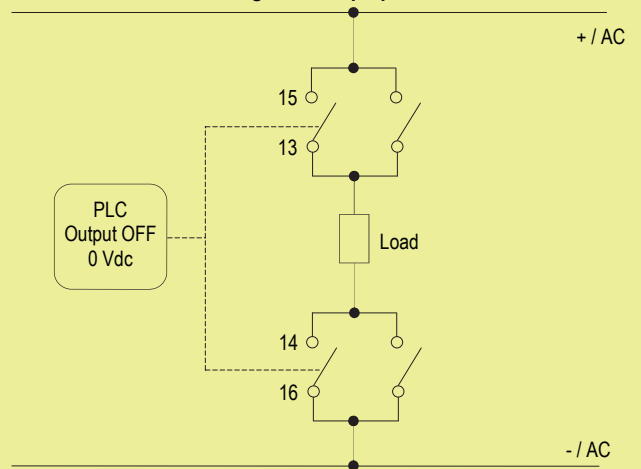 + / AC
15
13
PLC
Output OFF
0 Vdc
Load
14
16
- / AC